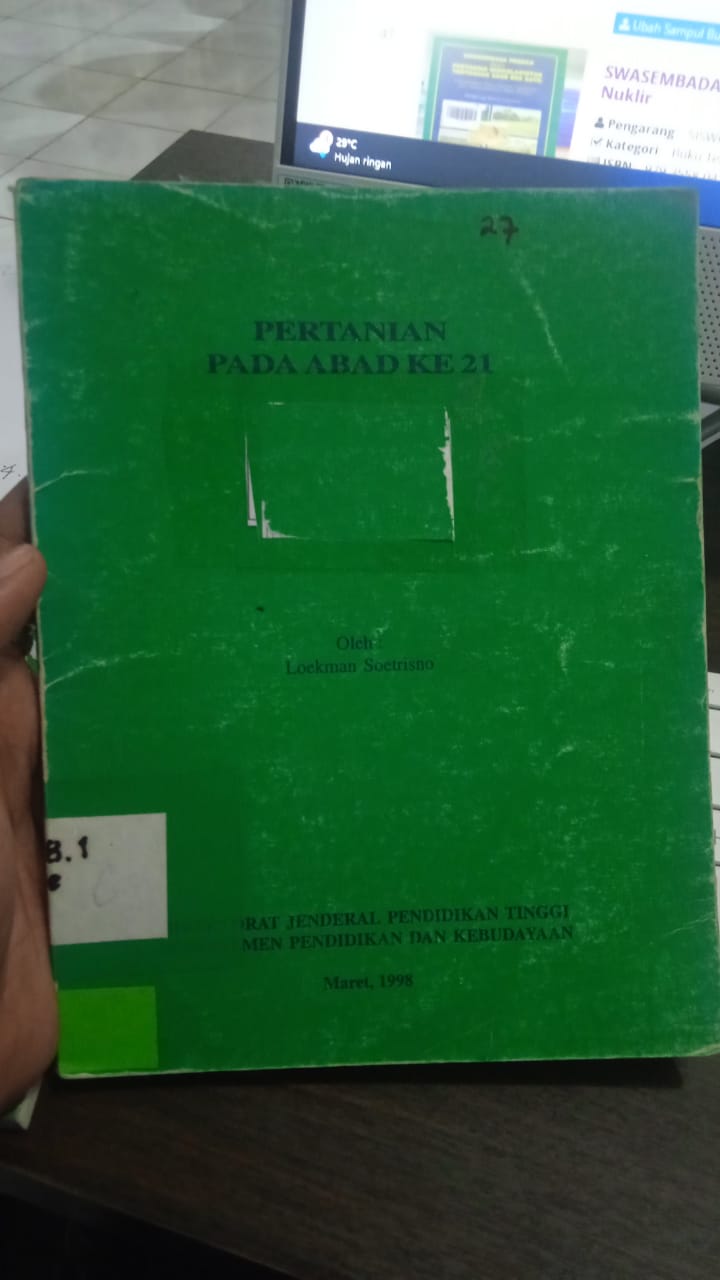 Ubah Sampul Bu
SWASEMBADA
Nuklir
Pengarang
Kategori
29°C
Hujan ringan
27
PERTANIAN
PADA ABAD KE 21
Oleh :
Loekman Soetrisno
8.1
ORAT JENDERAL PENDIDIKAN TINGGI
MEN PENDIDIKAN DAN KEBUDAYAAN
Maret, 1998